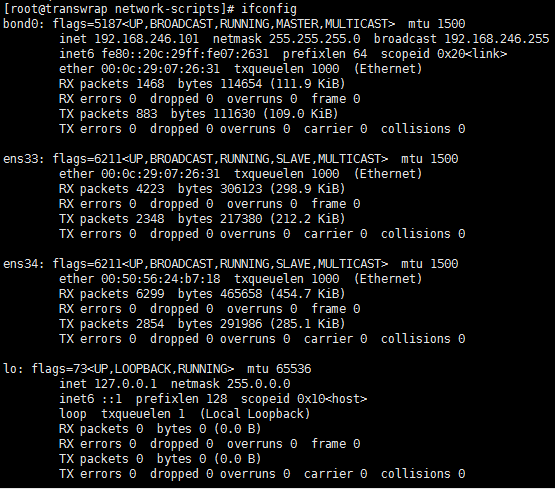 [root@transwrap network-scripts]# ifconfig
bond0: flags=5187<UP,BROADCAST,RUNNING,MASTER,MULTICAST>  mtu 1500
        inet 192.168.246.101  netmask 255.255.255.0  broadcast 192.168.246.255
        inet6 fe80::20c:29ff:fe07:2631  prefixlen 64  scopeid 0x20<link>
        ether 00:0c:29:07:26:31  txqueuelen 1000  (Ethernet)
        RX packets 1468  bytes 114654 (111.9 KiB)
        RX errors 0  dropped 0  overruns 0  frame 0
        TX packets 883  bytes 111630 (109.0 KiB)
        TX errors 0  dropped 0 overruns 0  carrier 0  collisions 0

ens33: flags=6211<UP,BROADCAST,RUNNING,SLAVE,MULTICAST>  mtu 1500
        ether 00:0c:29:07:26:31  txqueuelen 1000  (Ethernet)
        RX packets 4223  bytes 306123 (298.9 KiB)
        RX errors 0  dropped 0  overruns 0  frame 0
        TX packets 2348  bytes 217380 (212.2 KiB)
        TX errors 0  dropped 0 overruns 0  carrier 0  collisions 0

ens34: flags=6211<UP,BROADCAST,RUNNING,SLAVE,MULTICAST>  mtu 1500
        ether 00:50:56:24:b7:18  txqueuelen 1000  (Ethernet)
        RX packets 6299  bytes 465658 (454.7 KiB)
        RX errors 0  dropped 0  overruns 0  frame 0
        TX packets 2854  bytes 291986 (285.1 KiB)
        TX errors 0  dropped 0 overruns 0  carrier 0  collisions 0

lo: flags=73<UP,LOOPBACK,RUNNING>  mtu 65536
        inet 127.0.0.1  netmask 255.0.0.0
        inet6 ::1  prefixlen 128  scopeid 0x10<host>
        loop  txqueuelen 1  (Local Loopback)
        RX packets 0  bytes 0 (0.0 B)
        RX errors 0  dropped 0  overruns 0  frame 0
        TX packets 0  bytes 0 (0.0 B)
        TX errors 0  dropped 0 overruns 0  carrier 0  collisions 0